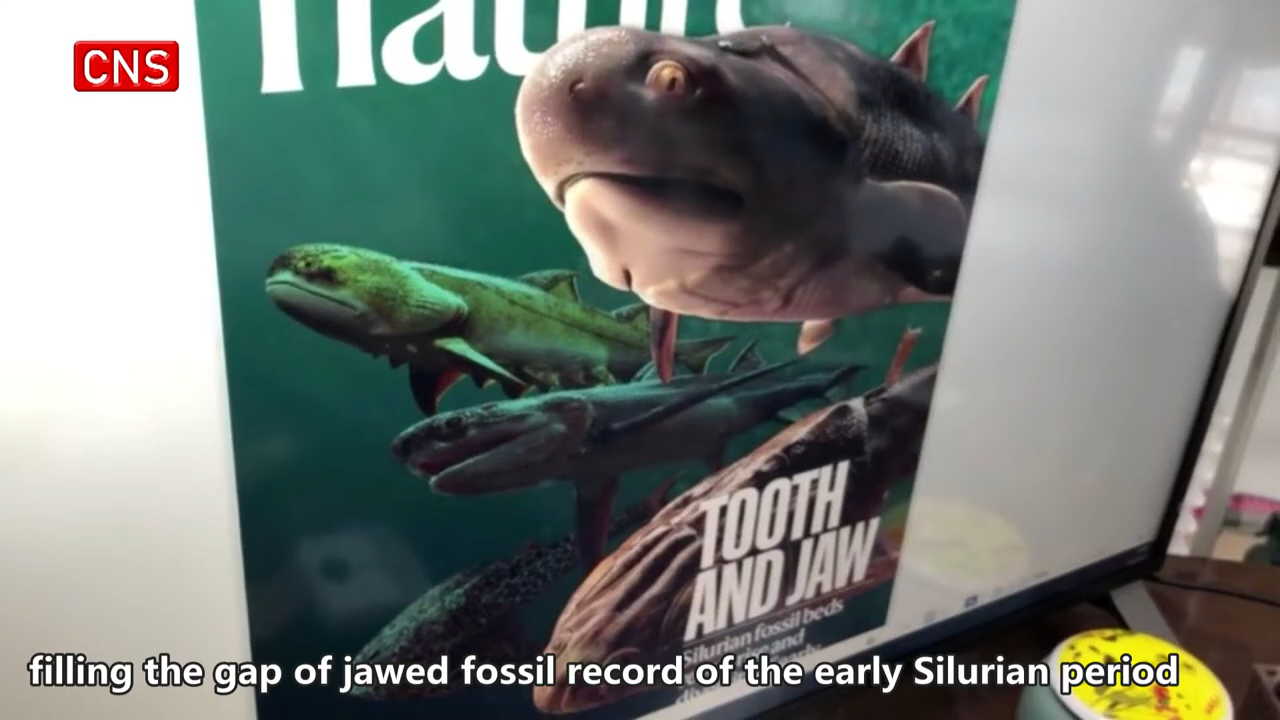 nature
CNS
TOOTH
AND JAW
Silurian fossil beds
filling the gap of jawed fossil record of the early Silurian period